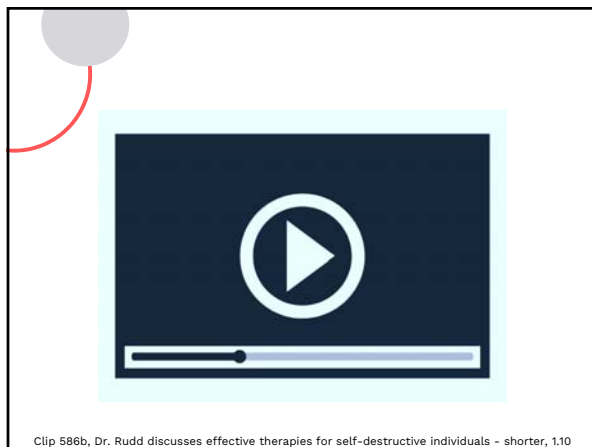 Clip 586b, Dr. Rudd discusses effective therapies for self-destructive individuals - shorter, 1.10